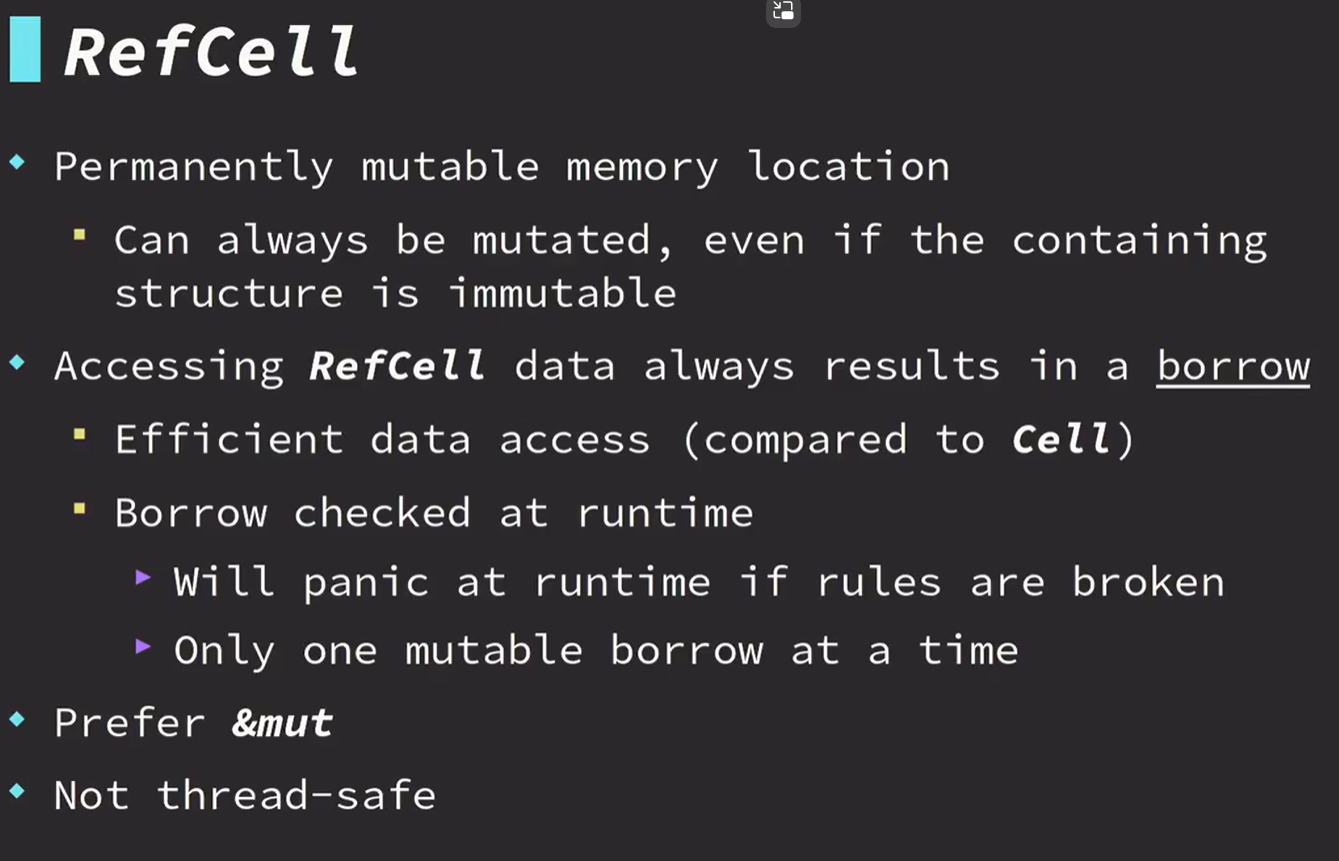 RefCell
Permanently mutable memory location
Can always be mutated, even if the containing
structure is immutable
Accessing RefCell data always results in a borrow
Efficient data access (compared to Cell)
Borrow checked at runtime
Will panic at runtime if rules are broken
Only one mutable borrow at a time
Prefer &mut
Not thread-safe